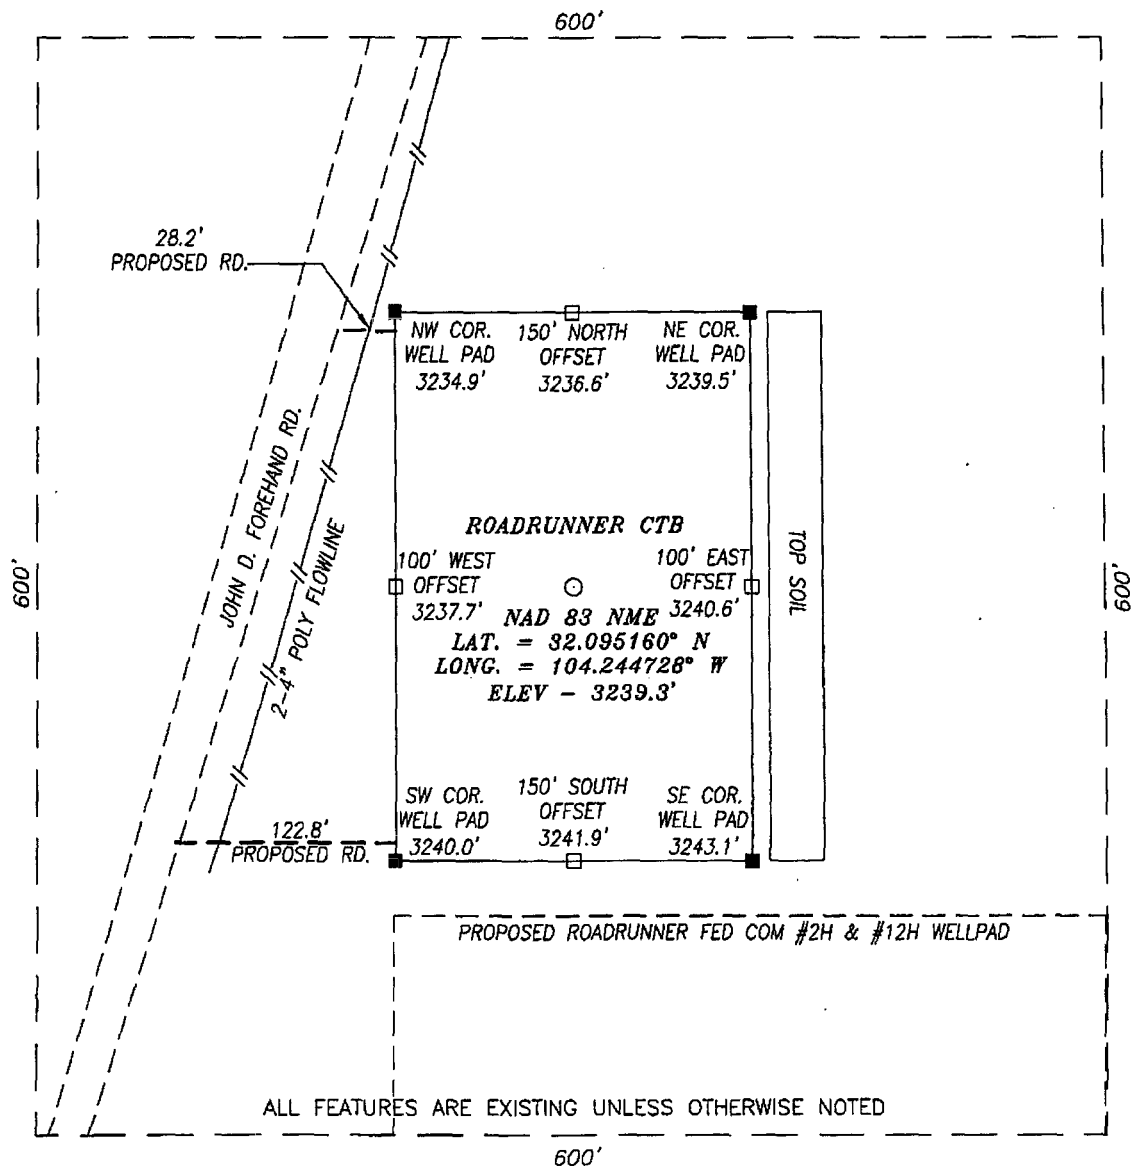 600'
28.2'
PROPOSED RD.
NW COR.
WELL PAD
3234.9'
150' NORTH
OFFSET
3236.6'
NE COR.
WELL PAD
3239.5'
JOHN D. FOREHAND RD.
2-4" POLY FLOWLINE
TOP SOIL
600'
600'
ROADRUNNER CTB
100' WEST
OFFSET
3237.7'
100' EAST
OFFSET
3240.6'
NAD 83 NME
LAT. = 32.095160° N
LONG. = 104.244728° W
ELEV - 3239.3'
122.8'
PROPOSED RD.
SW COR.
WELL PAD
3240.0'
150' SOUTH
OFFSET
3241.9'
SE COR.
WELL PAD
3243.1'
PROPOSED ROADRUNNER FED COM #2H & #12H WELLPAD
ALL FEATURES ARE EXISTING UNLESS OTHERWISE NOTED
600'